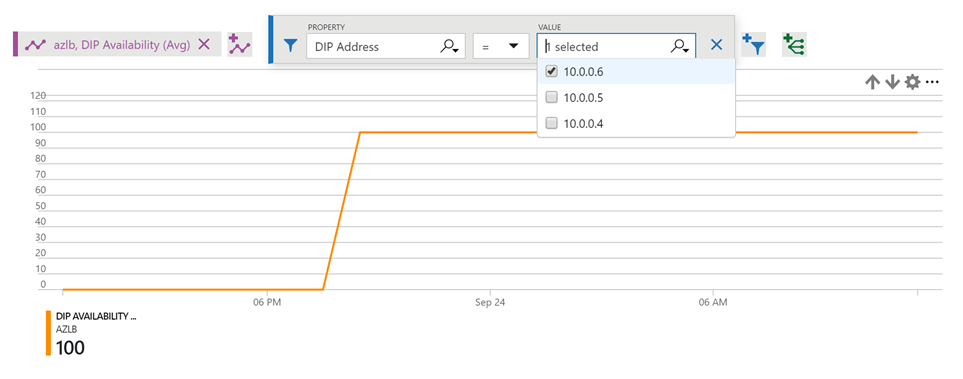 PROPERTY
VALUE
azlb, DIP Availability (Avg)
DIP Address
=
1 selected
10.0.0.6
10.0.0.5
10.0.0.4
120
110
100
90
80
70
60
50
40
30
20
10
0
06 PM
Sep 24
06 AM
DIP AVAILABILITY ...
AZLB
100